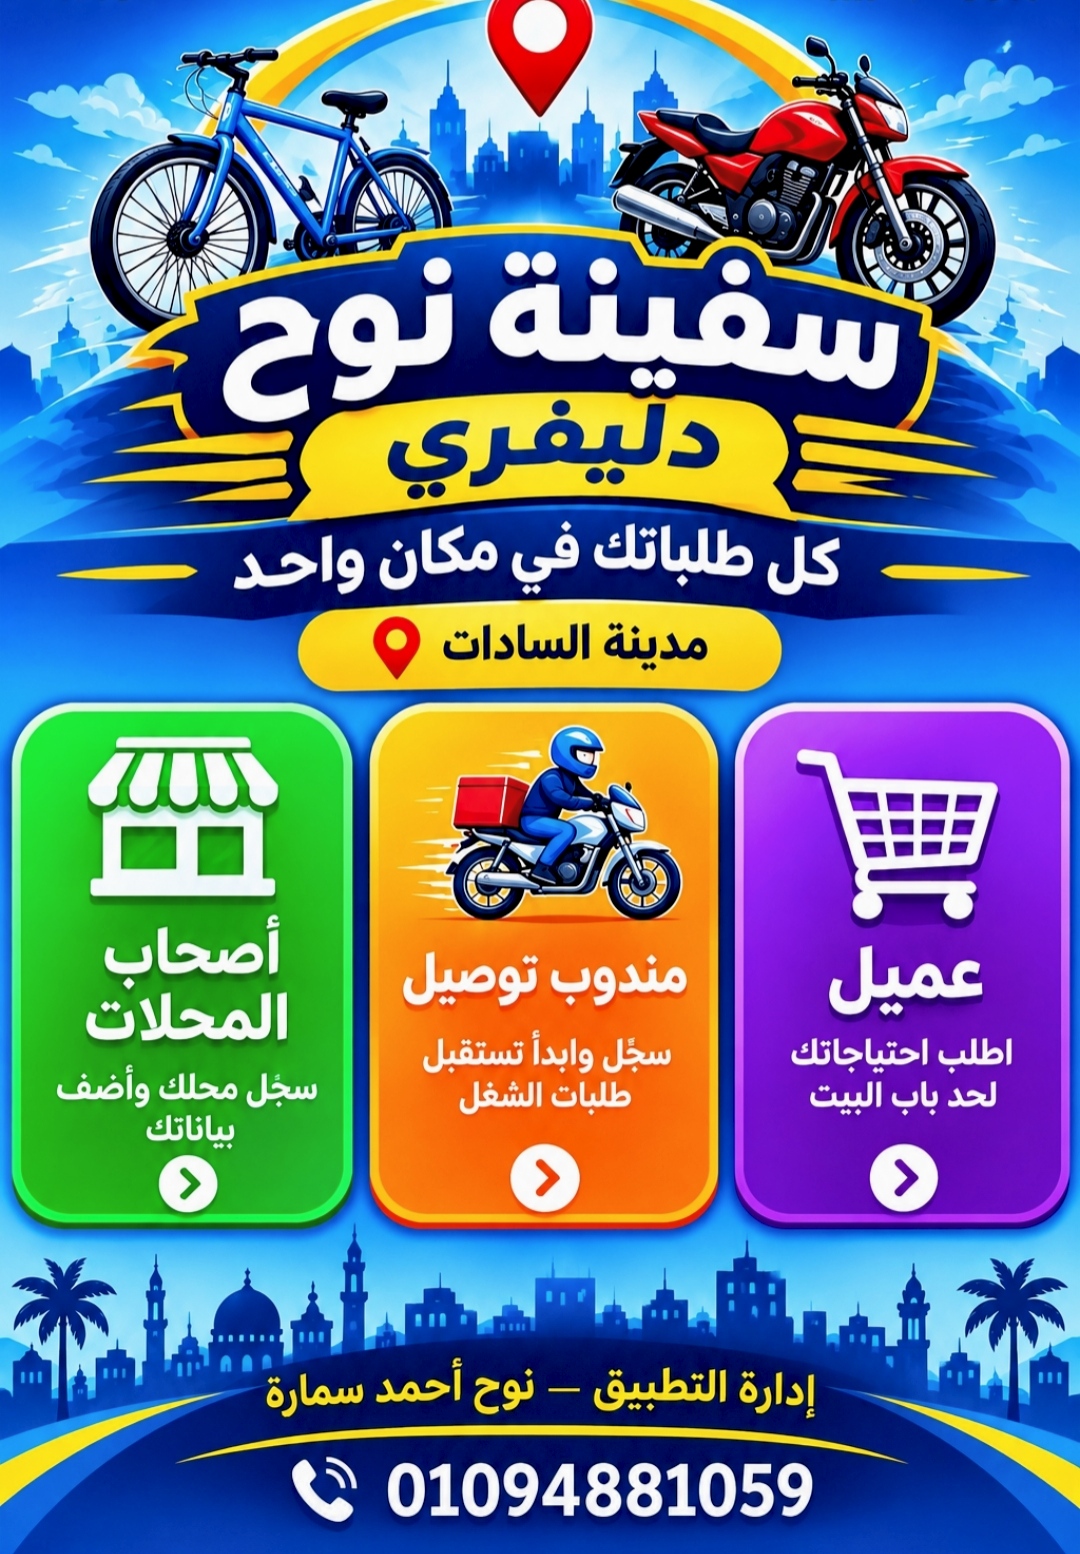 سفينة نوح
دليفري
كل طلباتك في مكان واحد
مدينة السادات
عميل
اطلب احتياجاتك
لحد باب البيت
مندوب توصيل
سجّل وابدأ تستقبل
طلبات الشغل
أصحاب
المحلات
سجّل محلك وأضف
بياناتك
إدارة التطبيق — نوح أحمد سمارة
01094881059